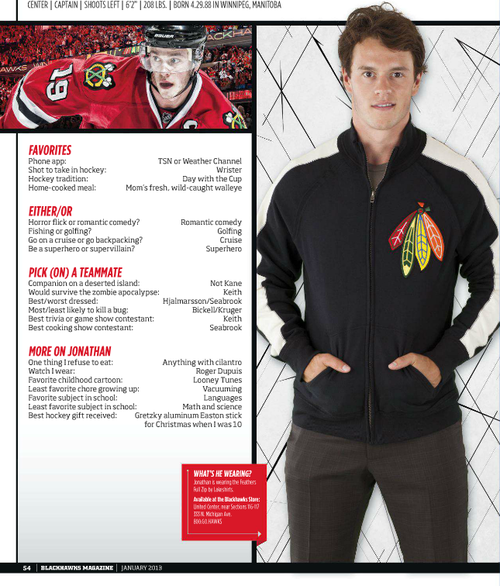 CENTER | CAPTAIN | SHOOTS LEFT | 6'2" | 208 LBS. | BORN 4.29.88 IN WINNIPEG, MANITOBA
19
BAUER
C
FAVORITES
Phone app: TSN or Weather Channel
Shot to take in hockey: Wrister
Hockey tradition: Day with the Cup
Home-cooked meal: Mom's fresh, wild-caught walleye
EITHER/OR
Horror flick or romantic comedy? Romantic comedy
Fishing or golfing? Golfing
Go on a cruise or go backpacking? Cruise
Be a superhero or supervillain? Superhero
PICK (ON) A TEAMMATE
Companion on a deserted island: Not Kane
Would survive the zombie apocalypse: Keith
Best/worst dressed: Hjalmarsson/Seabrook
Most/least likely to kill a bug: Bickell/Kruger
Best trivia or game show contestant: Keith
Best cooking show contestant: Seabrook
MORE ON JONATHAN
One thing I refuse to eat: Anything with cilantro
Watch I wear: Roger Dupuis
Favorite childhood cartoon: Looney Tunes
Least favorite chore growing up: Vacuuming
Favorite subject in school: Languages
Least favorite subject in school: Math and science
Best hockey gift received: Gretzky aluminum Easton stick
for Christmas when I was 10
WHAT'S HE WEARING?
Jonathan is wearing the Feathers
Full Zip by Lakeshirts.
Available at the Blackhawks Store:
United Center, near Sections 116-117
333 N. Michigan Ave.
800.GO.HAWKS
54 | BLACKHAWKS MAGAZINE | JANUARY 2013